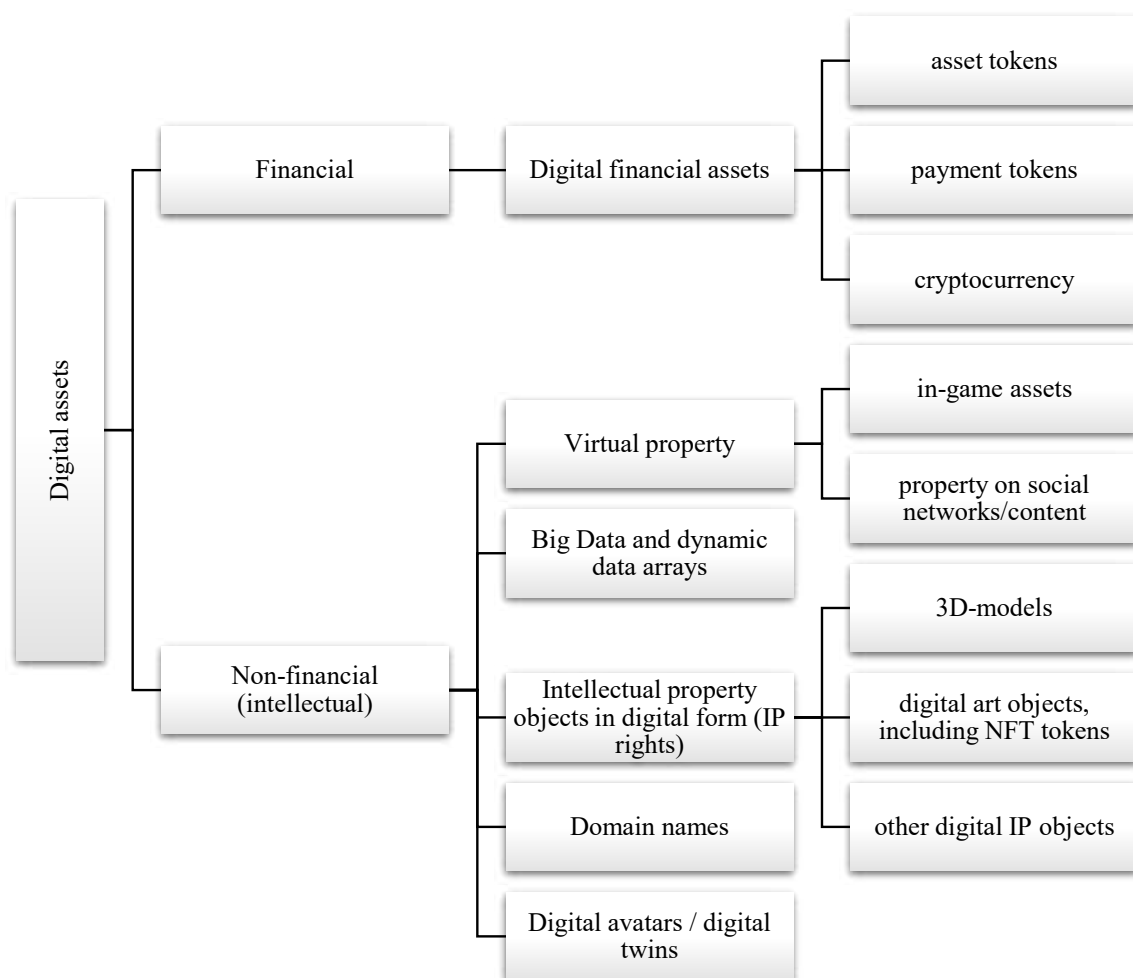 Digital assets
Financial
Digital financial assets
asset tokens
payment tokens
cryptocurrency
Non-financial
(intellectual)
Virtual property
in-game assets
property on social
networks/content
Big Data and dynamic
data arrays
Intellectual property
objects in digital form (IP
rights)
3D-models
digital art objects,
including NFT tokens
other digital IP objects
Domain names
Digital avatars / digital
twins